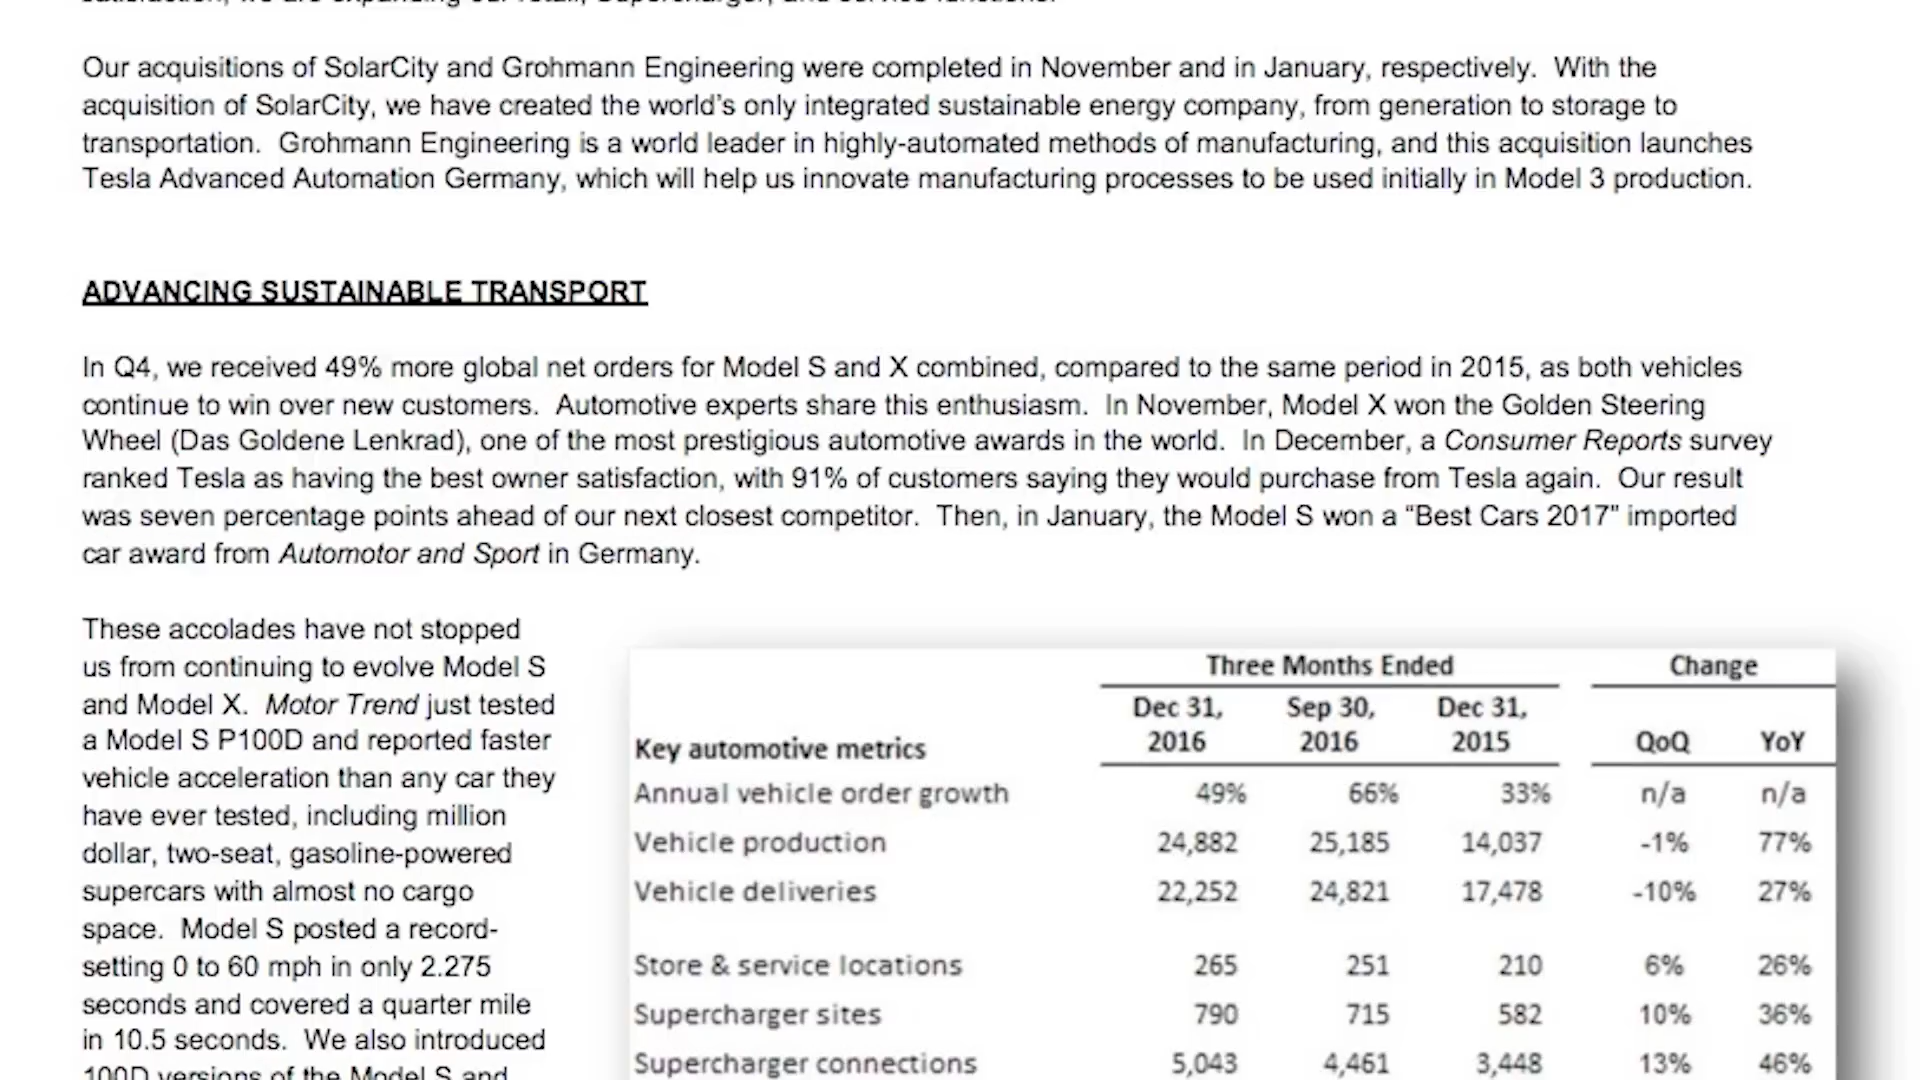 satisfaction, we are expanding our retail, Supercharger, and service functions.
Our acquisitions of SolarCity and Grohmann Engineering were completed in November and in January, respectively. With the
acquisition of SolarCity, we have created the world's only integrated sustainable energy company, from generation to storage to
transportation. Grohmann Engineering is a world leader in highly-automated methods of manufacturing, and this acquisition launches
Tesla Advanced Automation Germany, which will help us innovate manufacturing processes to be used initially in Model 3 production.
ADVANCING SUSTAINABLE TRANSPORT
In Q4, we received 49% more global net orders for Model S and X combined, compared to the same period in 2015, as both vehicles
continue to win over new customers. Automotive experts share this enthusiasm. In November, Model X won the Golden Steering
Wheel (Das Goldene Lenkrad), one of the most prestigious automotive awards in the world. In December, a Consumer Reports survey
ranked Tesla as having the best owner satisfaction, with 91% of customers saying they would purchase from Tesla again. Our result
was seven percentage points ahead of our next closest competitor. Then, in January, the Model S won a "Best Cars 2017" imported
car award from Automotor and Sport in Germany.
These accolades have not stopped
us from continuing to evolve Model S
and Model X. Motor Trend just tested
a Model S P100D and reported faster
vehicle acceleration than any car they
have ever tested, including million
dollar, two-seat, gasoline-powered
supercars with almost no cargo
space. Model S posted a record-
setting 0 to 60 mph in only 2.275
seconds and covered a quarter mile
in 10.5 seconds. We also introduced
100D versions of the Model S and
Three Months Ended Change
Dec 31, Sep 30, Dec 31,
Key automotive metrics 2016 2016 2015 QoQ YoY
Annual vehicle order growth 49% 66% 33% n/a n/a
Vehicle production 24,882 25,185 14,037 -1% 77%
Vehicle deliveries 22,252 24,821 17,478 -10% 27%
Store & service locations 265 251 210 6% 26%
Supercharger sites 790 715 582 10% 36%
Supercharger connections 5,043 4,461 3,448 13% 46%